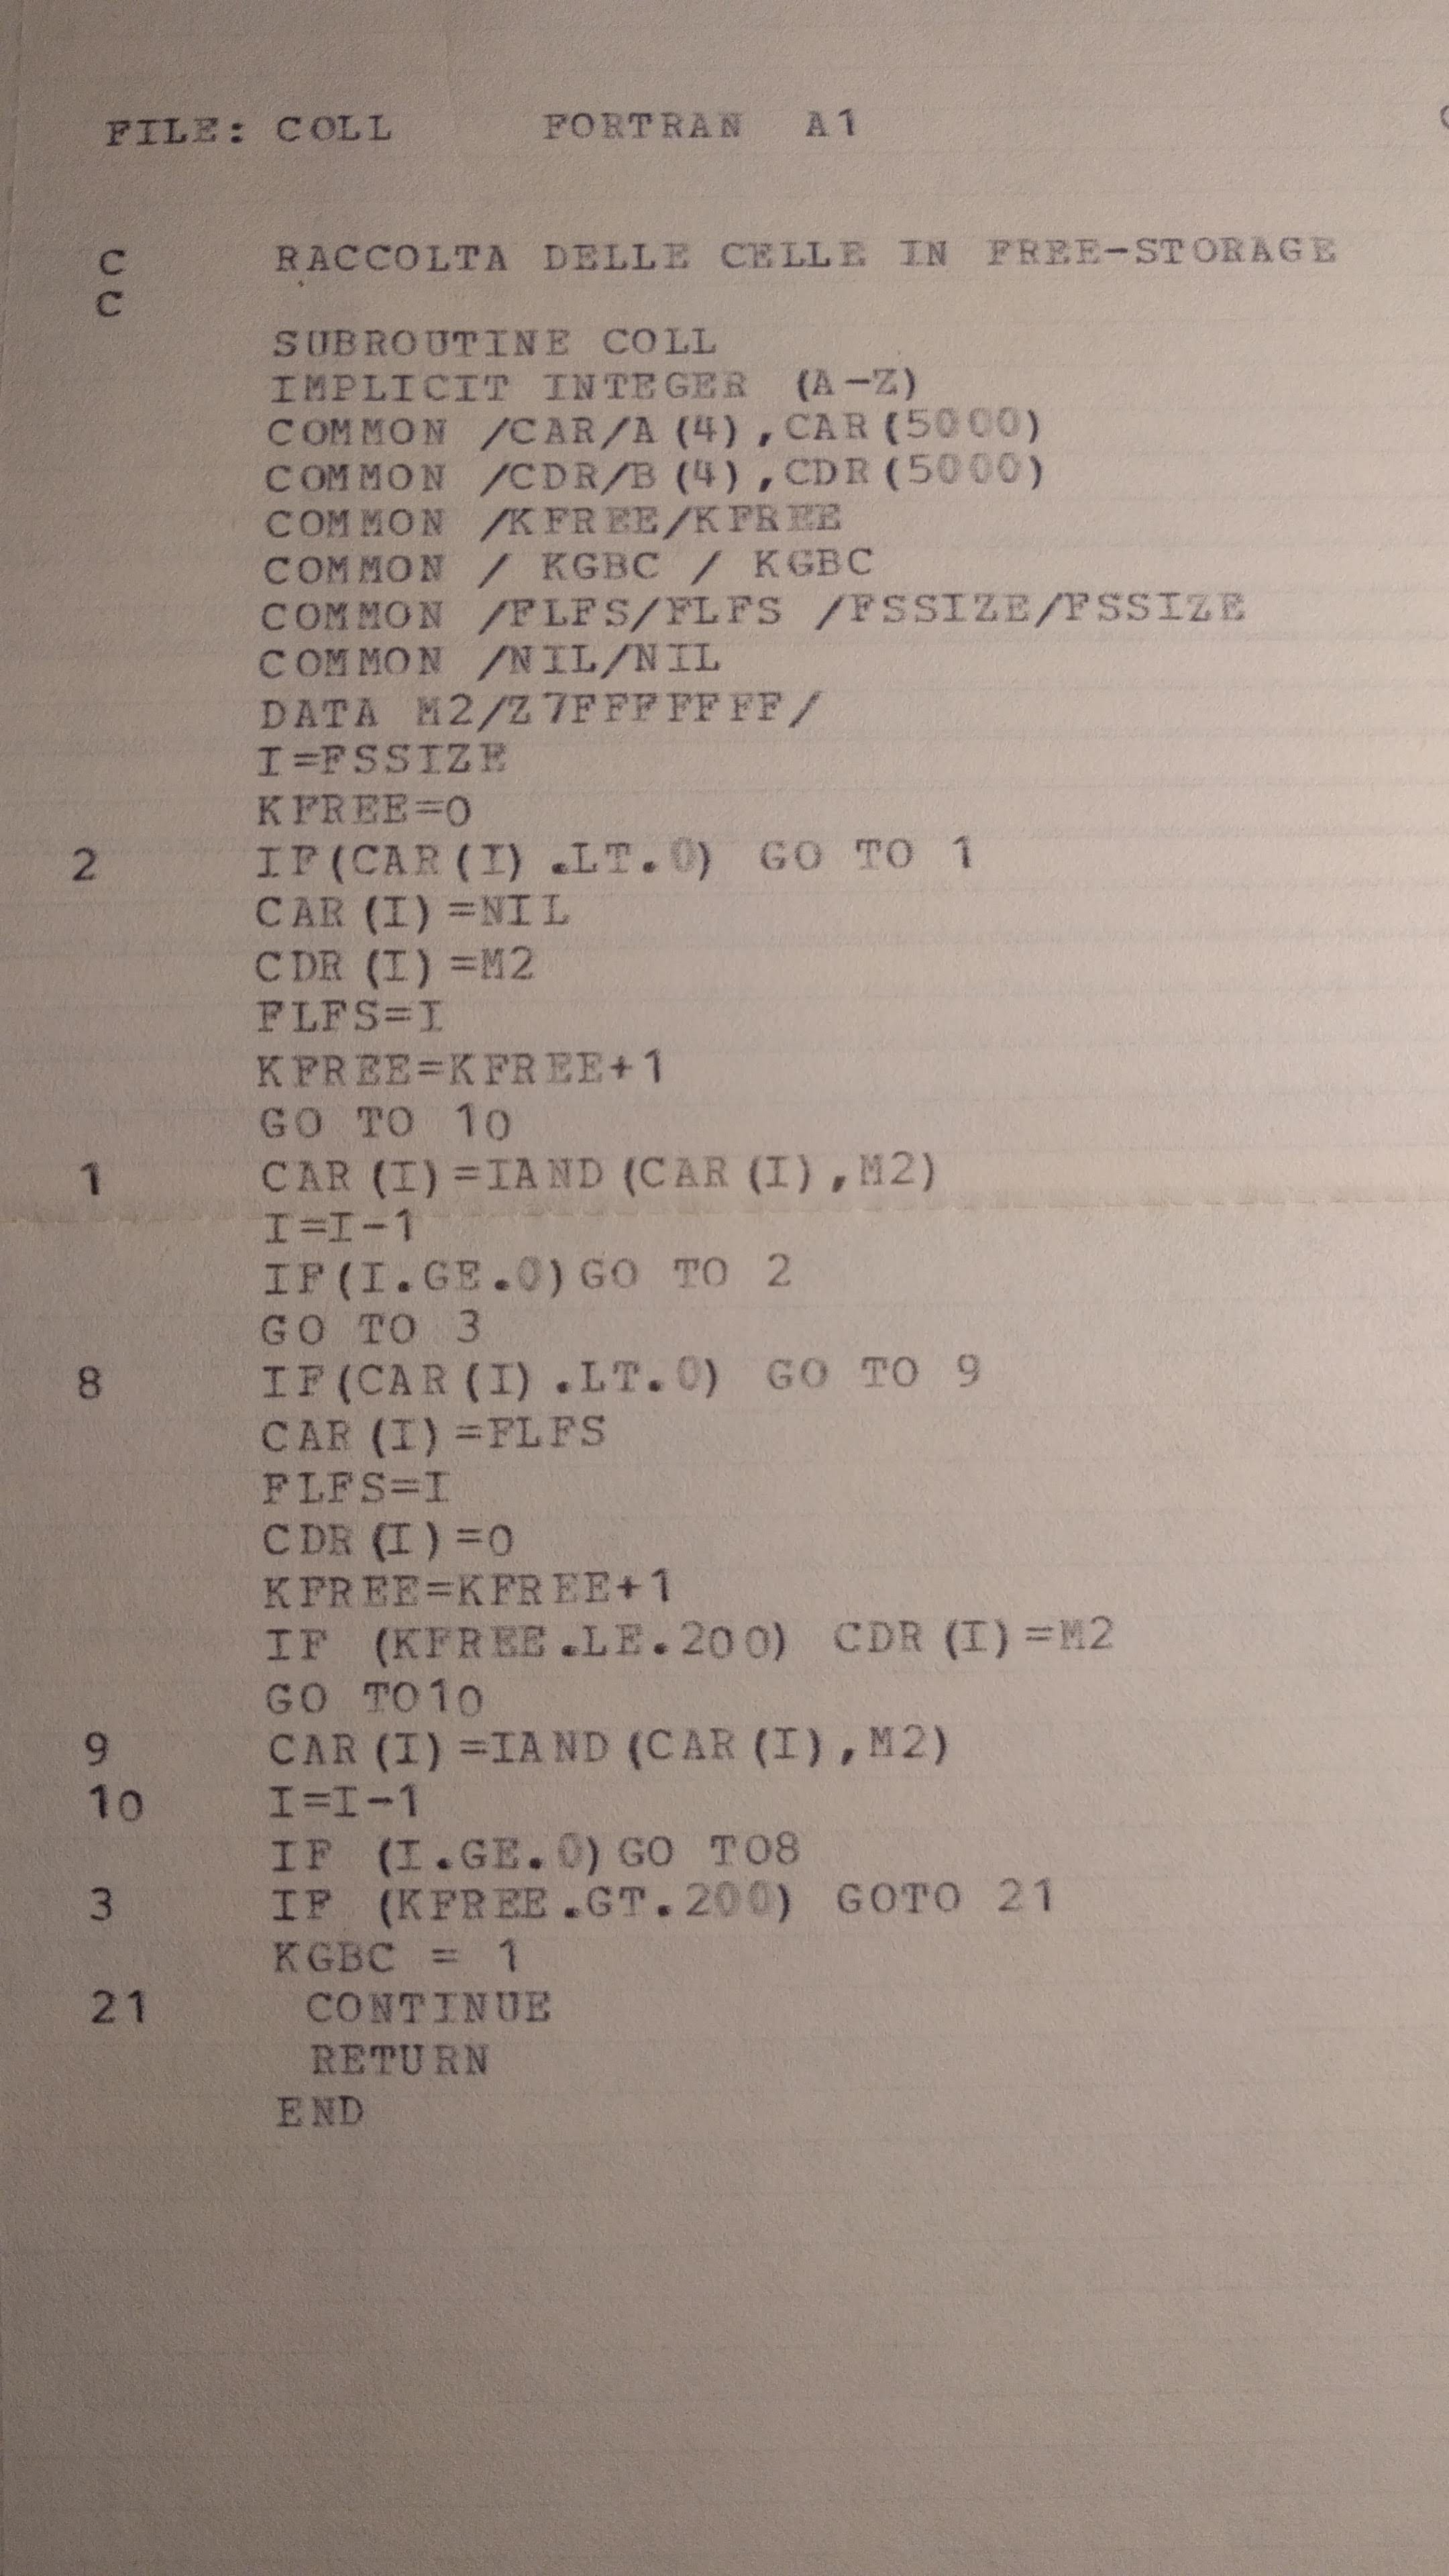 FILE: COLL     FORTRAN  A1
C     RACCOLTA DELLE CELLE IN FREE-STORAGE
C
      SUBROUTINE COLL
      IMPLICIT INTEGER (A-Z)
      COMMON /CAR/A(4),CAR(5000)
      COMMON /CDR/B(4),CDR(5000)
      COMMON /KFREE/KFREE
      COMMON / KGBC / KGBC
      COMMON /FLFS/FLFS /FSSIZE/FSSIZE
      COMMON /NIL/NIL
      DATA M2/Z7FFFFFFF/
      I=FSSIZE
      KFREE=0
2     IF(CAR(I).LT.0) GO TO 1
      CAR(I)=NIL
      CDR(I)=M2
      FLFS=I
      KFREE=KFREE+1
      GO TO 10
1     CAR(I)=IAND(CAR(I),M2)
      I=I-1
      IF(I.GE.0)GO TO 2
      GO TO 3
8     IF(CAR(I).LT.0) GO TO 9
      CAR(I)=FLFS
      FLFS=I
      CDR(I)=0
      KFREE=KFREE+1
      IF (KFREE.LE.200) CDR(I)=M2
      GO TO10
9     CAR(I)=IAND(CAR(I),M2)
10    I=I-1
      IF (I.GE.0)GO TO8
3     IF (KFREE.GT.200) GOTO 21
      KGBC = 1
21     CONTINUE
       RETURN
      END